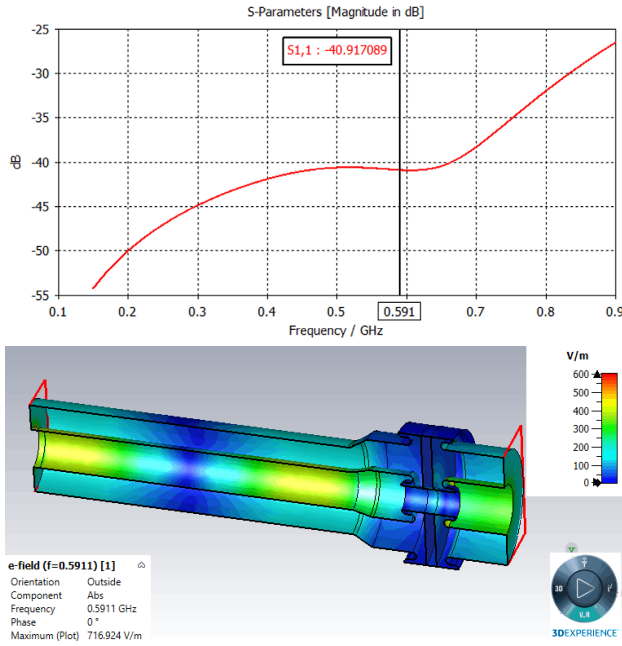 S-Parameters [Magnitude in dB]
-25
-30
-35
-40
-45
-50
-55
dB
S1,1 : -40.917089
0.1
0.2
0.3
0.4
0.5
0.591
0.7
0.8
0.9
Frequency / GHz
V/m
600
500
400
300
200
100
0
e-field (f=0.5911) [1]
Orientation Outside
Component Abs
Frequency 0.5911 GHz
Phase 0 °
Maximum (Plot) 716.924 V/m
3D
V.R
3DEXPERIENCE